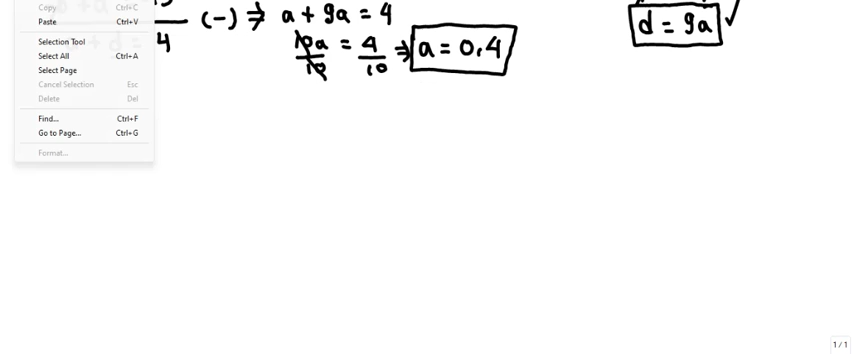 Copy Ctrl+C
Paste Ctrl+V
Selection Tool
Select All Ctrl+A
Select Page
Cancel Selection Esc
Delete Del
Find... Ctrl+F
Go to Page... Ctrl+G
Format...
4
(-) ⇒ a + 9a = 4
10a/10 = 4/10 ⇒ a = 0.4
d = 9a ✓
1 / 1